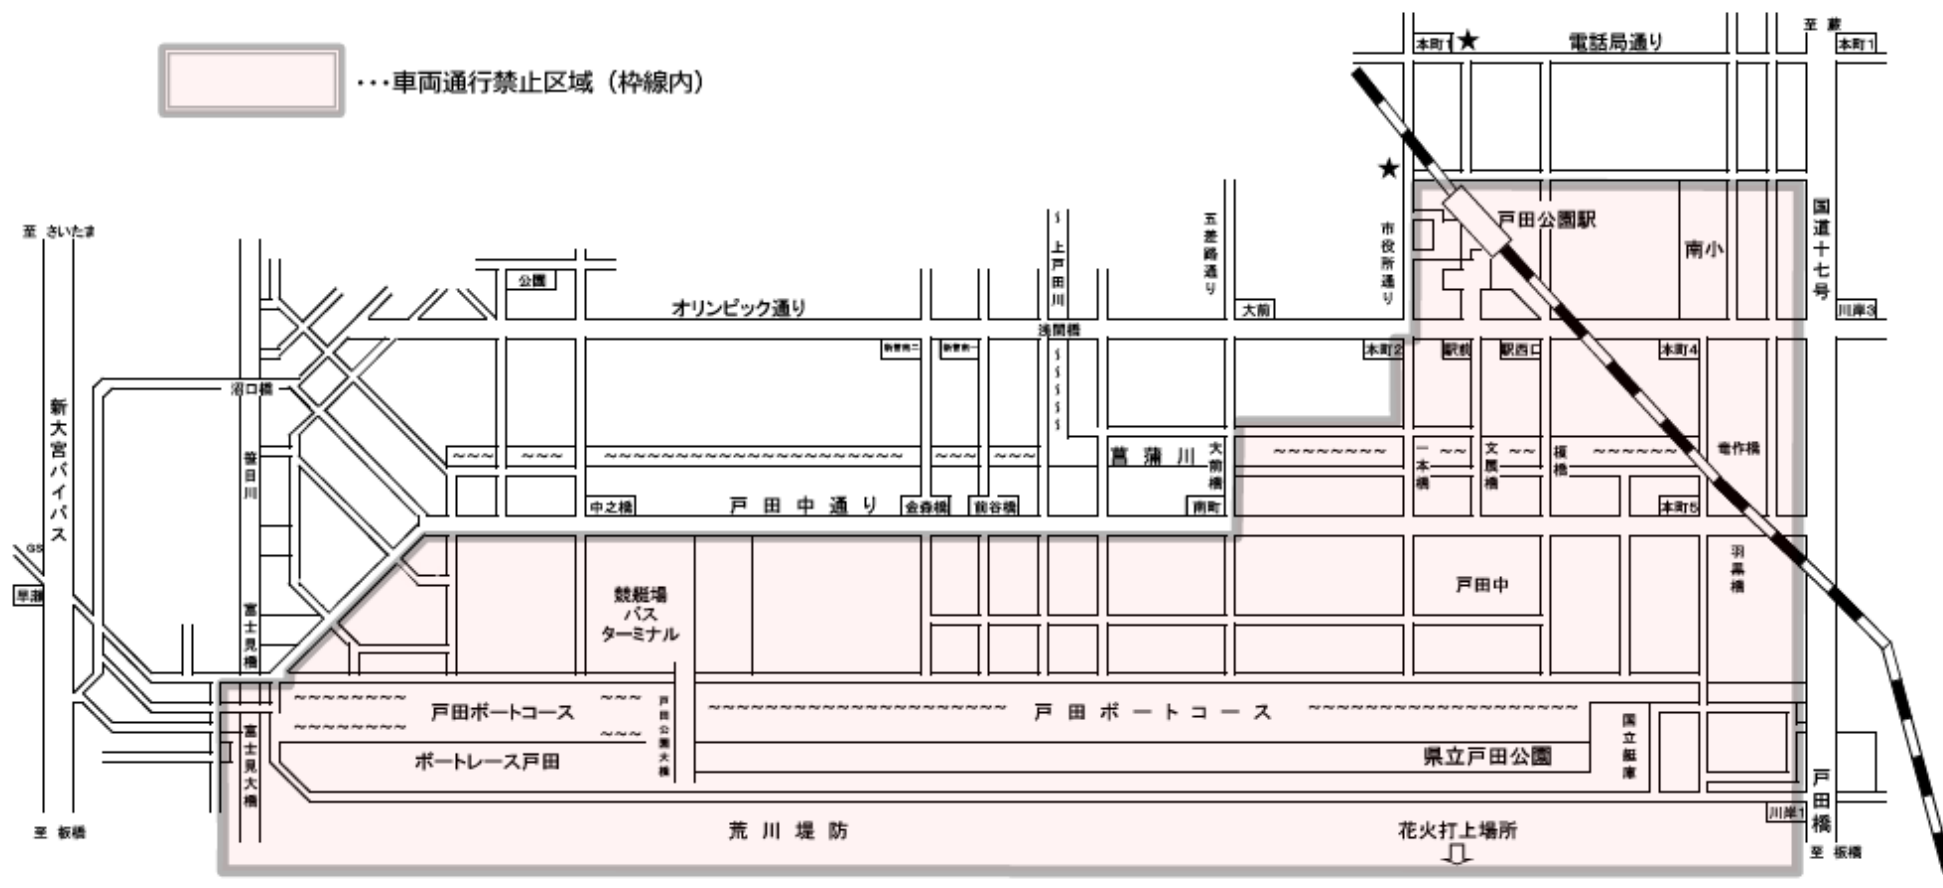 ・・・車両通行禁止区域（枠線内）
至 蕨
本町1
★
電話局通り
本町1
★
至 さいたま
公園
オリンピック通り
上戸田川
五差路通り
市役所通り
戸田公園駅
南小
国道十七号
大前
川岸3
浅間橋
新曽南二
新曽南一
本町2
駅前
駅西口
本町4
沼口橋
新大宮バイパス
笹目川
菖蒲川
大前橋
一本橋
文展橋
榎橋
竜作橋
中之橋
戸田中通り
金森橋
前谷橋
南町
本町5
GS
早瀬
富士見橋
競艇場
バス
ターミナル
戸田中
羽黒橋
戸田ボートコース
戸田公園大橋
戸田ボートコース
国立艇庫
富士見大橋
ボートレース戸田
県立戸田公園
戸田橋
川岸1
至 板橋
荒川堤防
花火打上場所
至 板橋